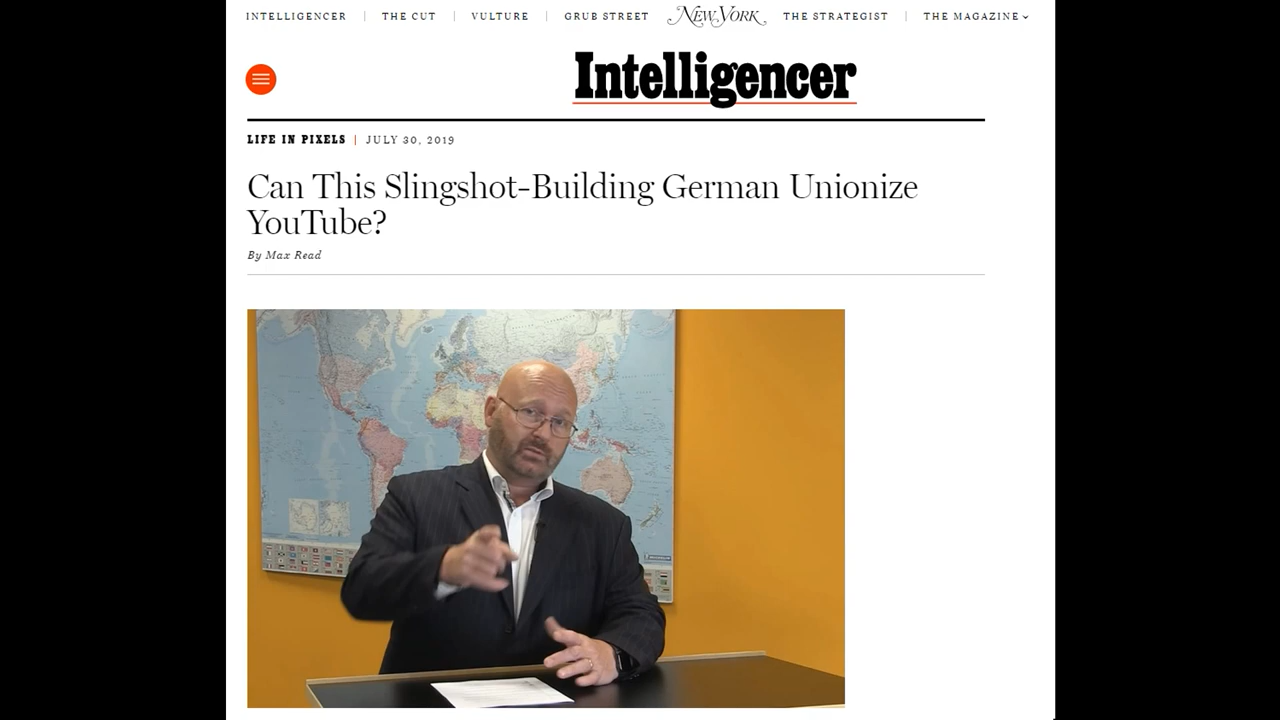 INTELLIGENCER | THE CUT | VULTURE | GRUB STREET NEW YORK THE STRATEGIST | THE MAGAZINE
Intelligencer
LIFE IN PIXELS | JULY 30, 2019
Can This Slingshot-Building German Unionize
YouTube?
By Max Read